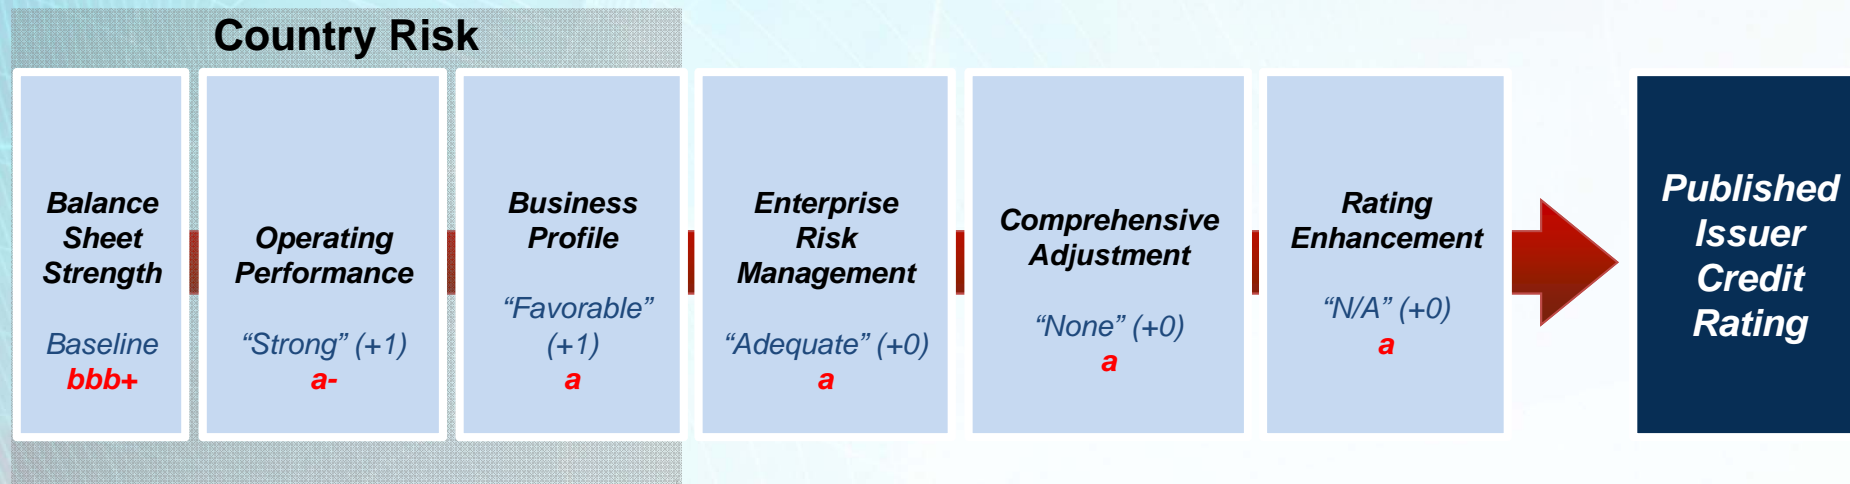 Country Risk
Balance
Sheet
Strength
Baseline
bbb+
Operating
Performance
“Strong” (+1)
a-
Business
Profile
“Favorable”
(+1)
a
Enterprise
Risk
Management
“Adequate” (+0)
a
Comprehensive
Adjustment
“None” (+0)
a
Rating
Enhancement
“N/A” (+0)
a
Published
Issuer
Credit
Rating